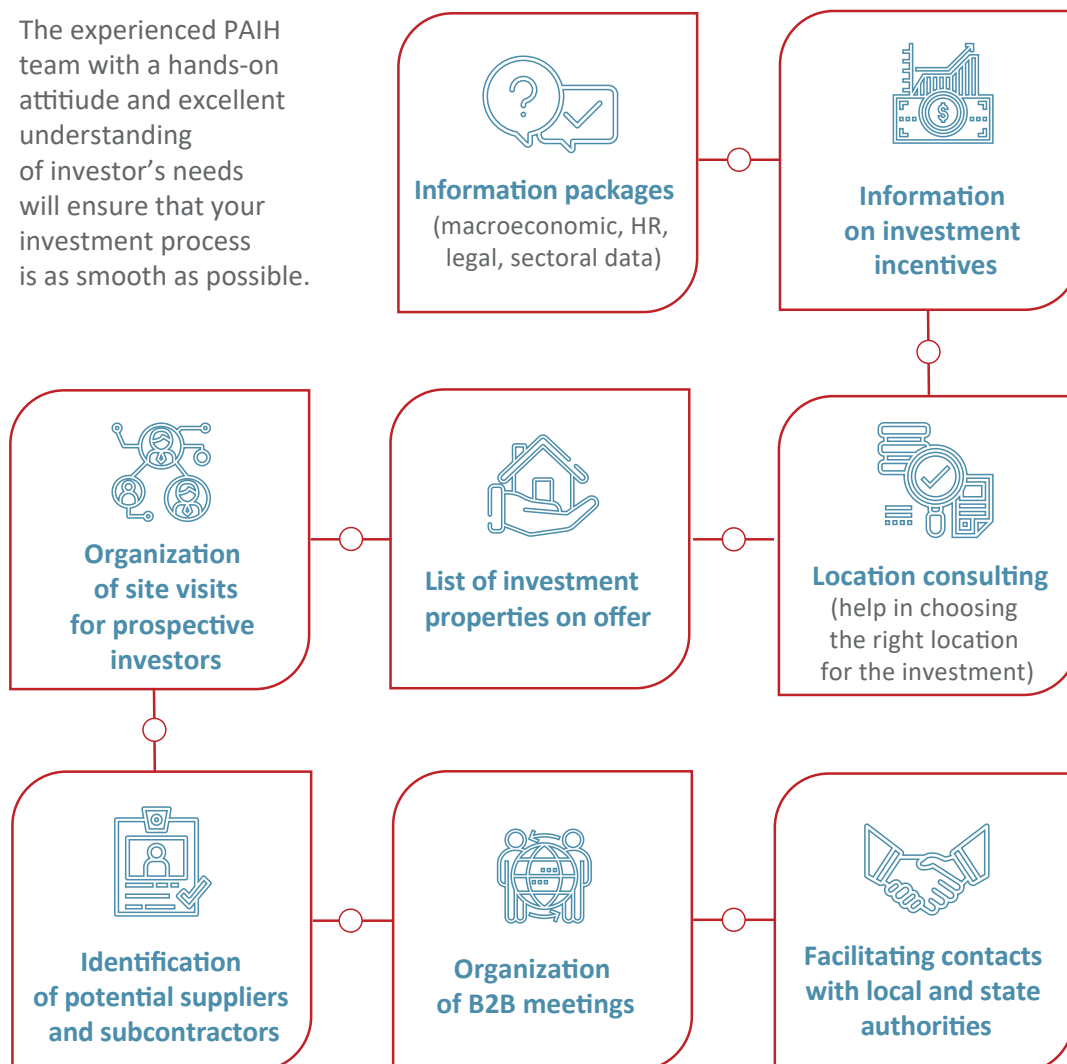 The experienced PAIH
team with a hands-on
attitiude and excellent
understanding
of investor's needs
will ensure that your
investment process
is as smooth as possible.
Information packages
(macroeconomic, HR,
legal, sectoral data)
Information
on investment
incentives
Location consulting
(help in choosing
the right location
for the investment)
List of investment
properties on offer
Organization
of site visits
for prospective
investors
Identification
of potential suppliers
and subcontractors
Organization
of B2B meetings
Facilitating contacts
with local and state
authorities